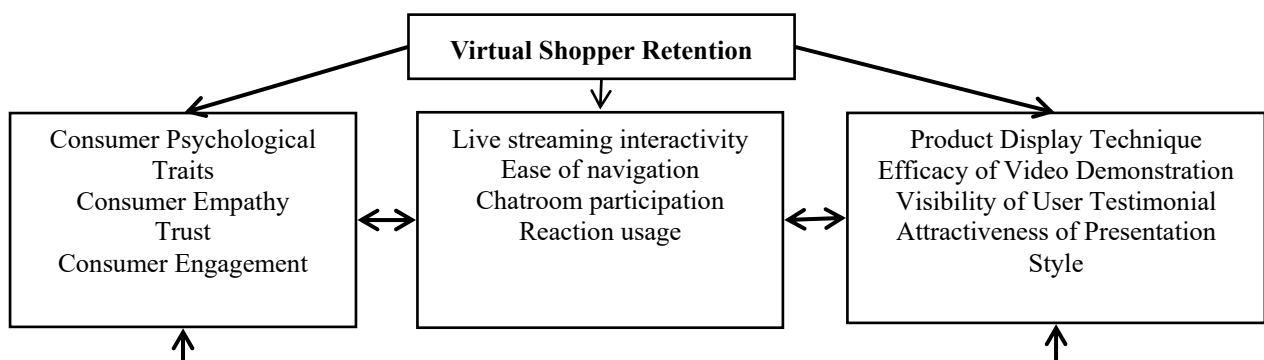 Virtual Shopper Retention
Consumer Psychological
Traits
Consumer Empathy
Trust
Consumer Engagement
Live streaming interactivity
Ease of navigation
Chatroom participation
Reaction usage
Product Display Technique
Efficacy of Video Demonstration
Visibility of User Testimonial
Attractiveness of Presentation
Style